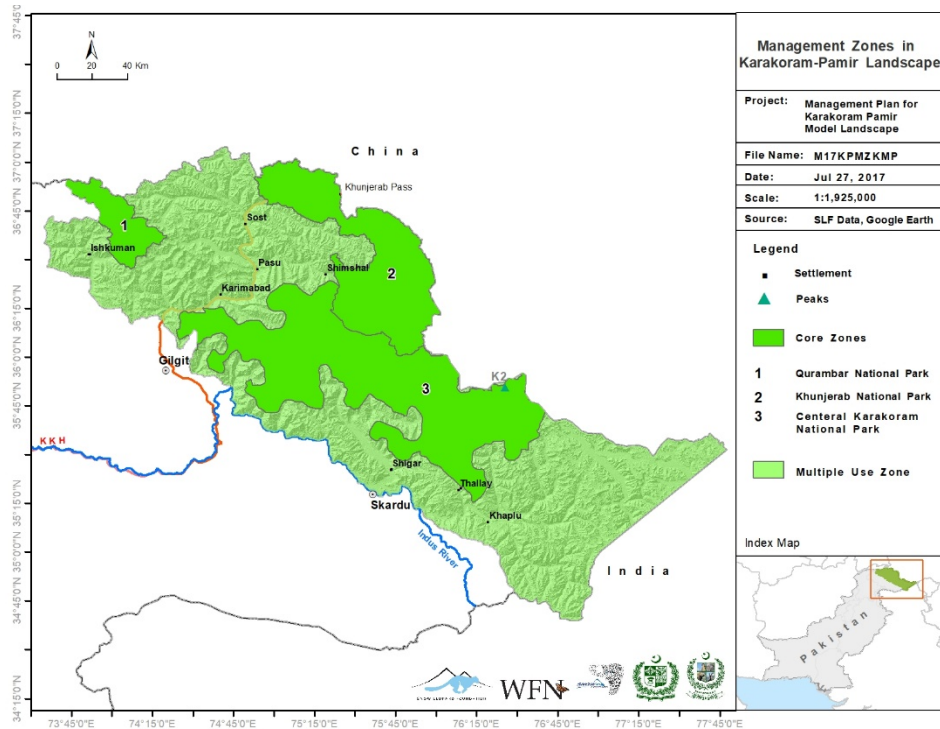 37°45'0"N
37°15'0"N
37°0'0"N
36°45'0"N
36°15'0"N
36°0'0"N
35°45'0"N
35°15'0"N
35°0'0"N
34°45'0"N
34°15'0"N
N
0 20 40 Km
China
Khunjerab Pass
1
Sost
Ishkuman
Pasu
Shimshal
2
Karimabad
Gilgit
3
K2
KKH
Shigar
Thallay
Skardu
Khaplu
Indus River
India
WFN
73°45'0"E
74°15'0"E
74°45'0"E
75°15'0"E
75°45'0"E
76°15'0"E
76°45'0"E
77°15'0"E
77°45'0"E
Management Zones in
Karakoram-Pamir Landscape
Project: Management Plan for
Karakoram Pamir
Model Landscape
File Name: M17KPMZKMP
Date: Jul 27, 2017
Scale: 1:1,925,000
Source: SLF Data, Google Earth
Legend
Settlement
Peaks
Core Zones
1 Qurambar National Park
2 Khunjerab National Park
3 Centeral Karakoram
National Park
Multiple Use Zone
Index Map
Pakistan